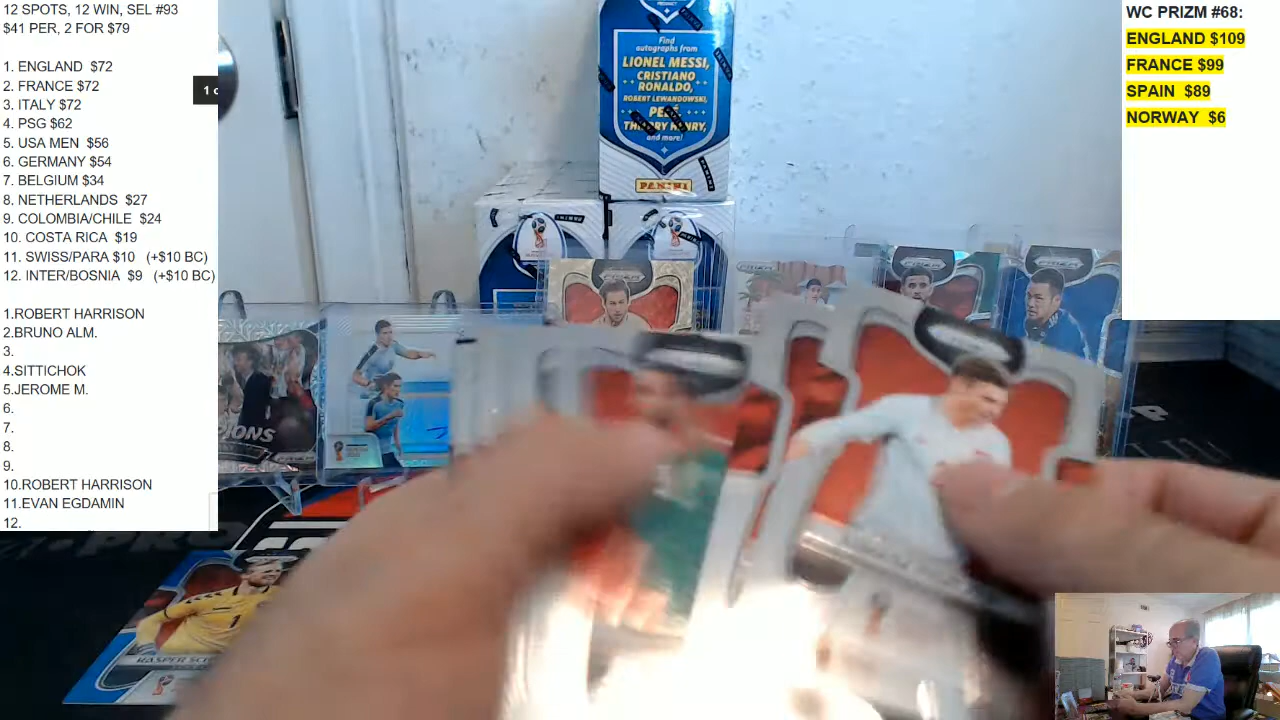 12 SPOTS, 12 WIN, SEL #93
$41 PER, 2 FOR $79
1. ENGLAND $72
2. FRANCE $72
3. ITALY $72
4. PSG $62
5. USA MEN $56
6. GERMANY $54
7. BELGIUM $34
8. NETHERLANDS $27
9. COLOMBIA/CHILE $24
10. COSTA RICA $19
11. SWISS/PARA $10 (+$10 BC)
12. INTER/BOSNIA $9 (+$10 BC)
1.ROBERT HARRISON
2.BRUNO ALM.
3.
4.SITTICHOK
5.JEROME M.
6.
7.
8.
9.
10.ROBERT HARRISON
11.EVAN EGDAMIN
12.
WC PRIZM #68:
ENGLAND $109
FRANCE $99
SPAIN $89
NORWAY $6
Find
autographs from
LIONEL MESSI,
CRISTIANO
RONALDO,
ROBERT LEWANDOWSKI,
PELÉ,
THIERRY HENRY,
and more!
PANINI